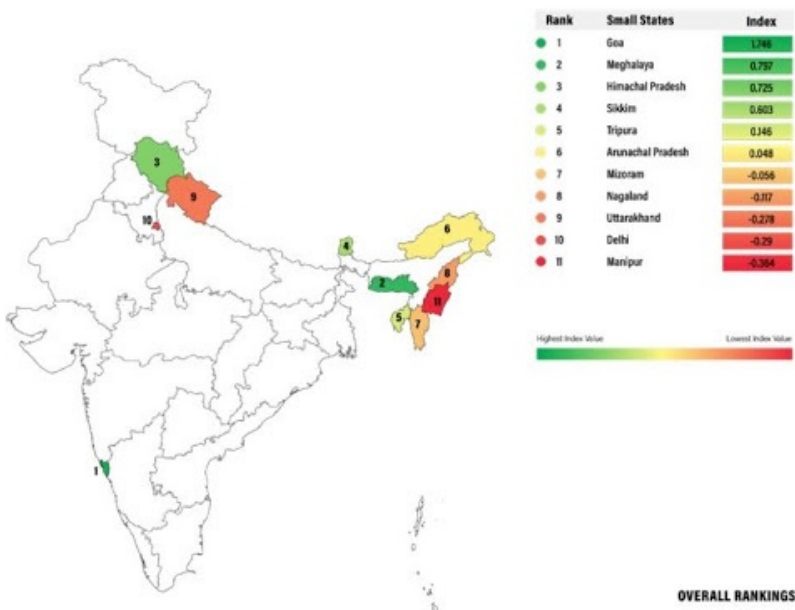 Rank Small States Index
1 Goa 1.746
2 Meghalaya 0.797
3 Himachal Pradesh 0.725
4 Sikkim 0.603
5 Tripura 0.146
6 Arunachal Pradesh 0.048
7 Mizoram -0.056
8 Nagaland -0.117
9 Uttarakhand -0.278
10 Delhi -0.29
11 Manipur -0.364
Highest Index Value Lowest Index Value
3
9
10
6
4
8
2
11
5
7
1
OVERALL RANKINGS